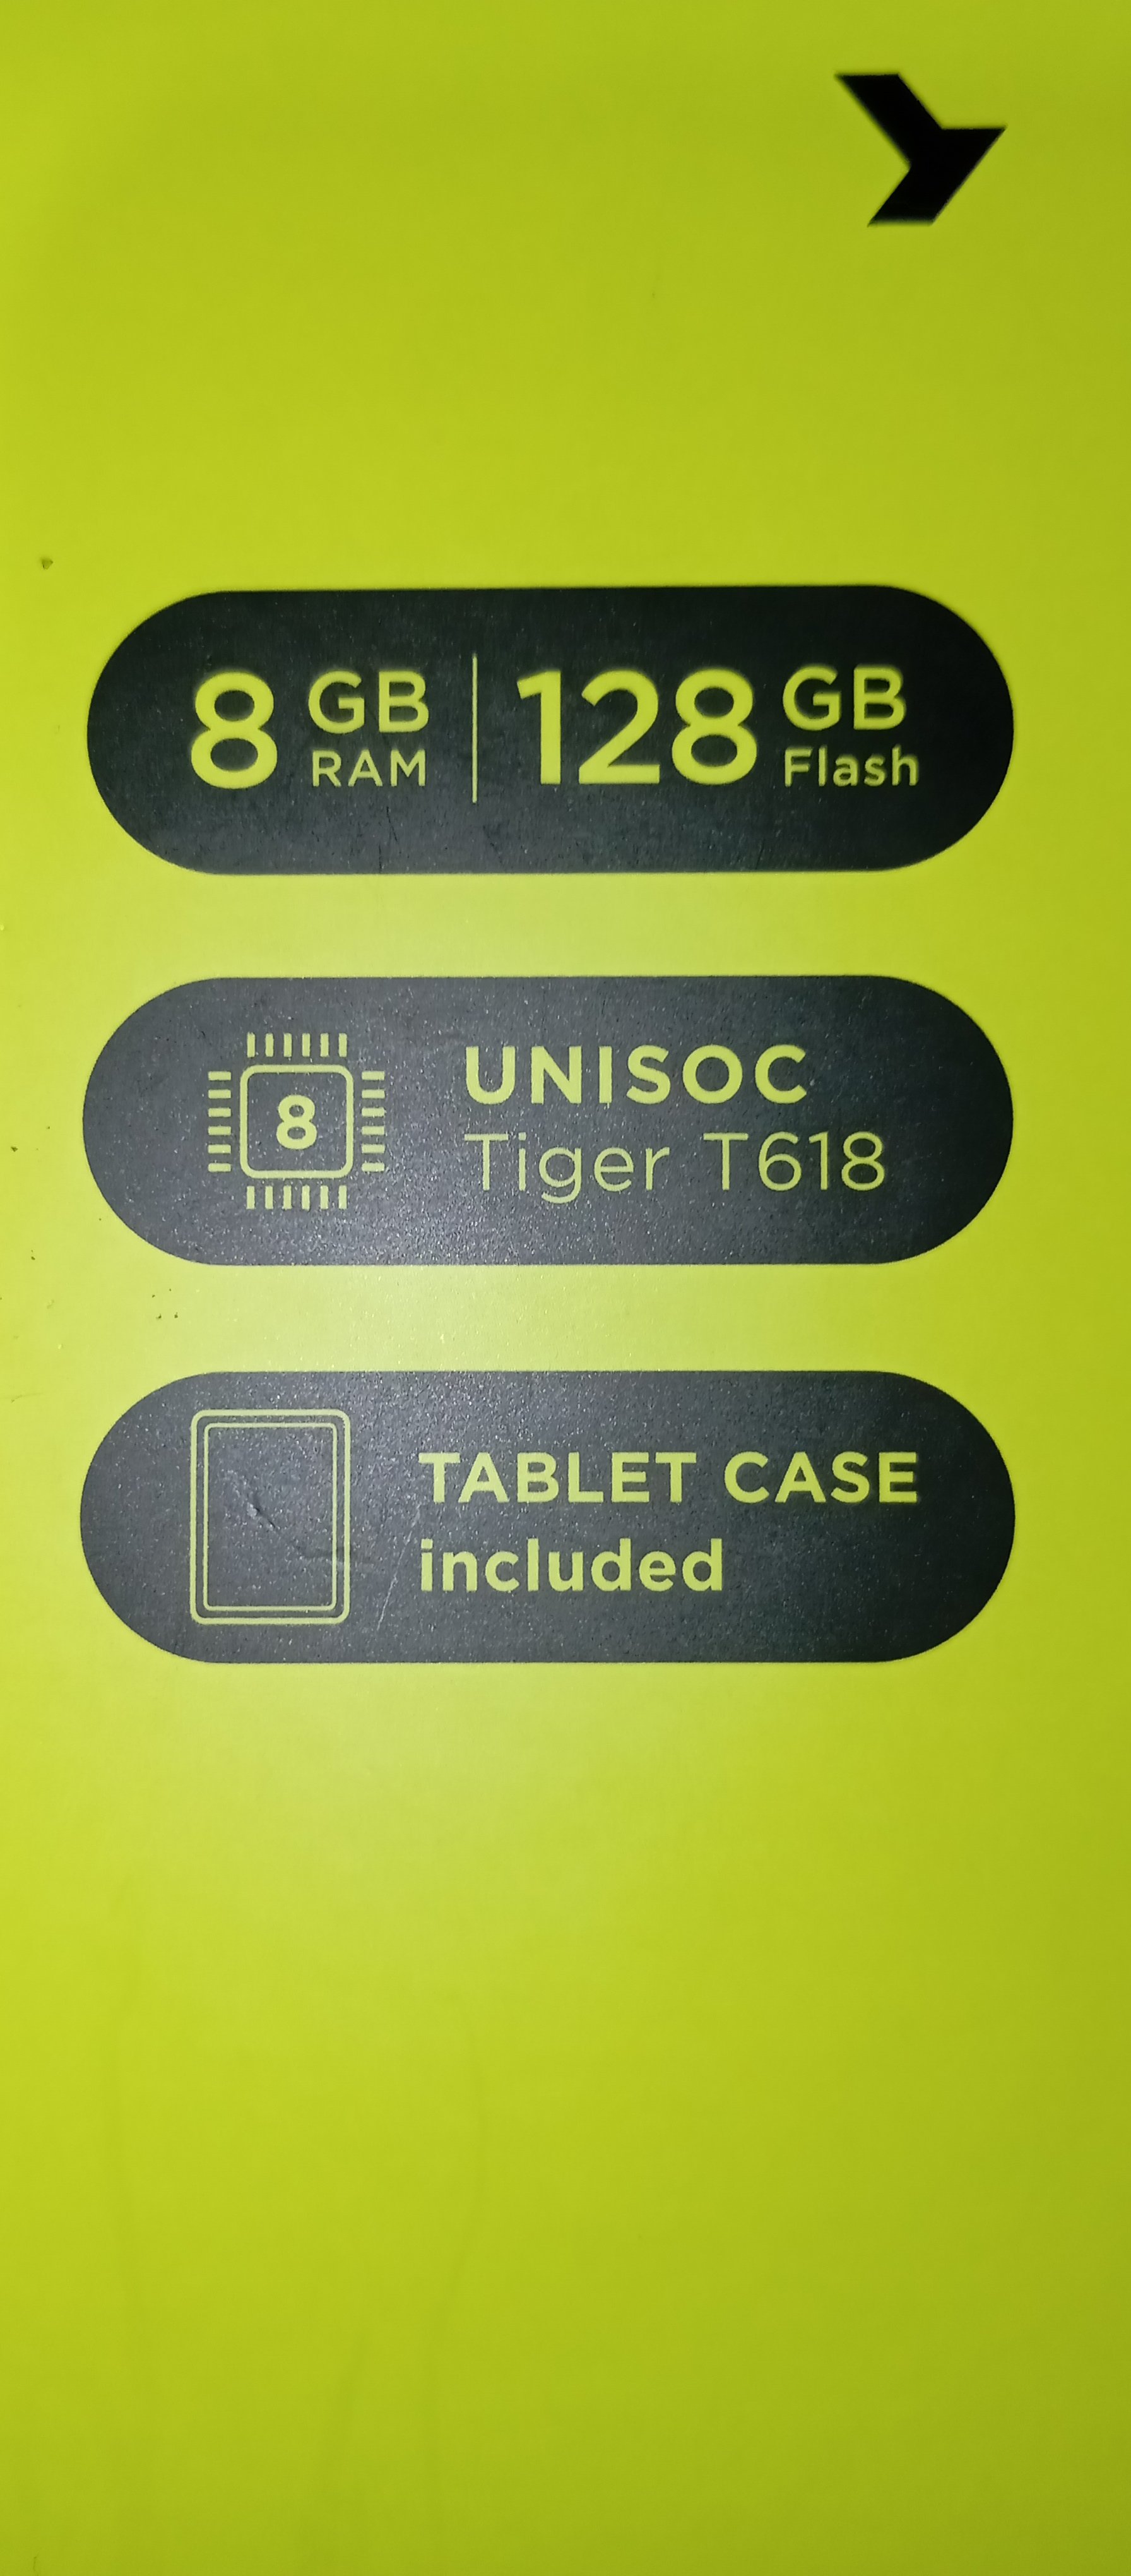 8 GB RAM | 128 GB Flash
8
UNISOC
Tiger T618
TABLET CASE
included